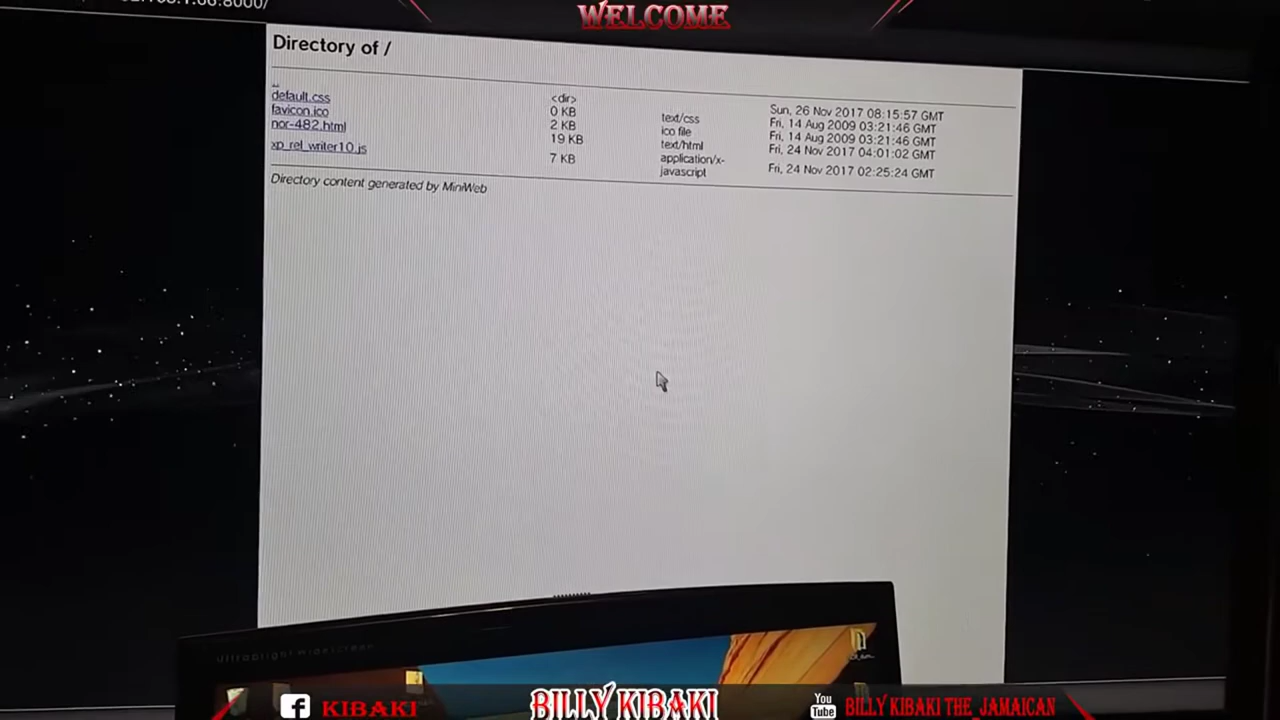 WELCOME
Directory of /
..
<dir>
Sun, 26 Nov 2017 08:15:57 GMT
default.css
0 KB
text/css
Fri, 14 Aug 2009 03:21:46 GMT
favicon.ico
2 KB
ico file
Fri, 14 Aug 2009 03:21:46 GMT
nor-482.html
19 KB
text/html
Fri, 24 Nov 2017 04:01:02 GMT
xp_rel_writer10.js
7 KB
application/x-
javascript
Fri, 24 Nov 2017 02:25:24 GMT
Directory content generated by MiniWeb
Ultrabright widescreen
KIBAKI
BILLY KIBAKI
You
Tube
BILLY KIBAKI THE_JAMAICAN